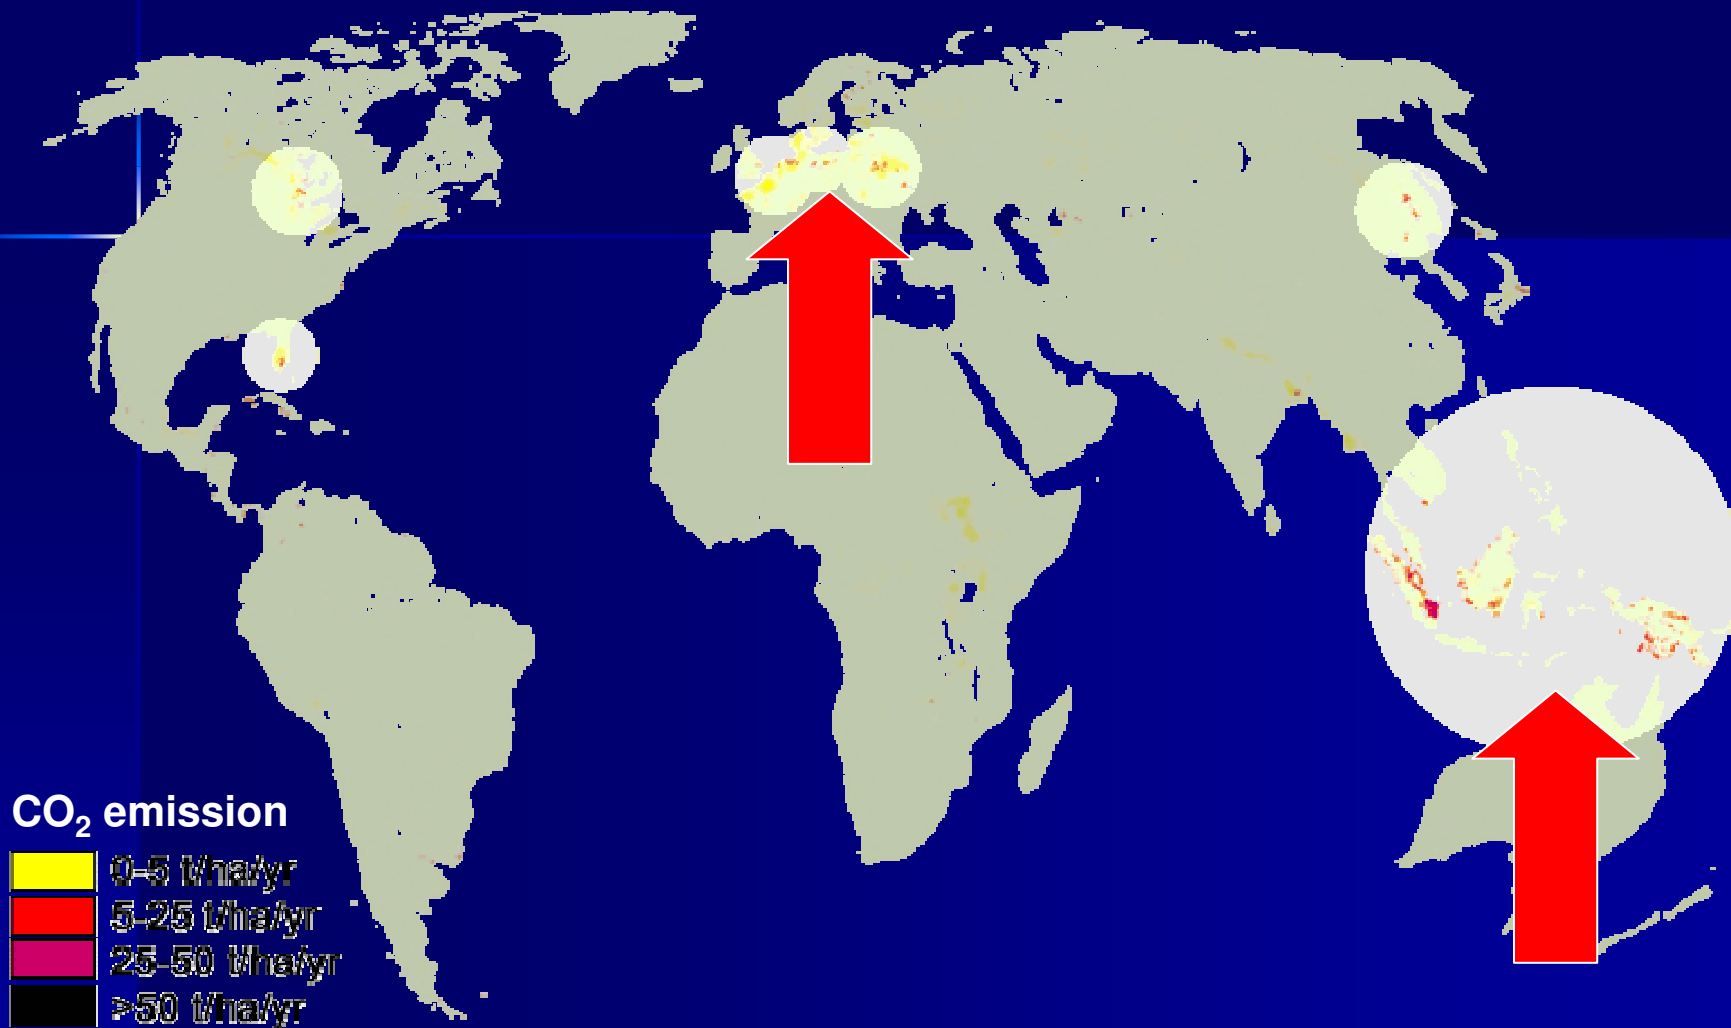 CO₂ emission
0-5 t/ha/yr
5-25 t/ha/yr
25-50 t/ha/yr
>50 t/ha/yr